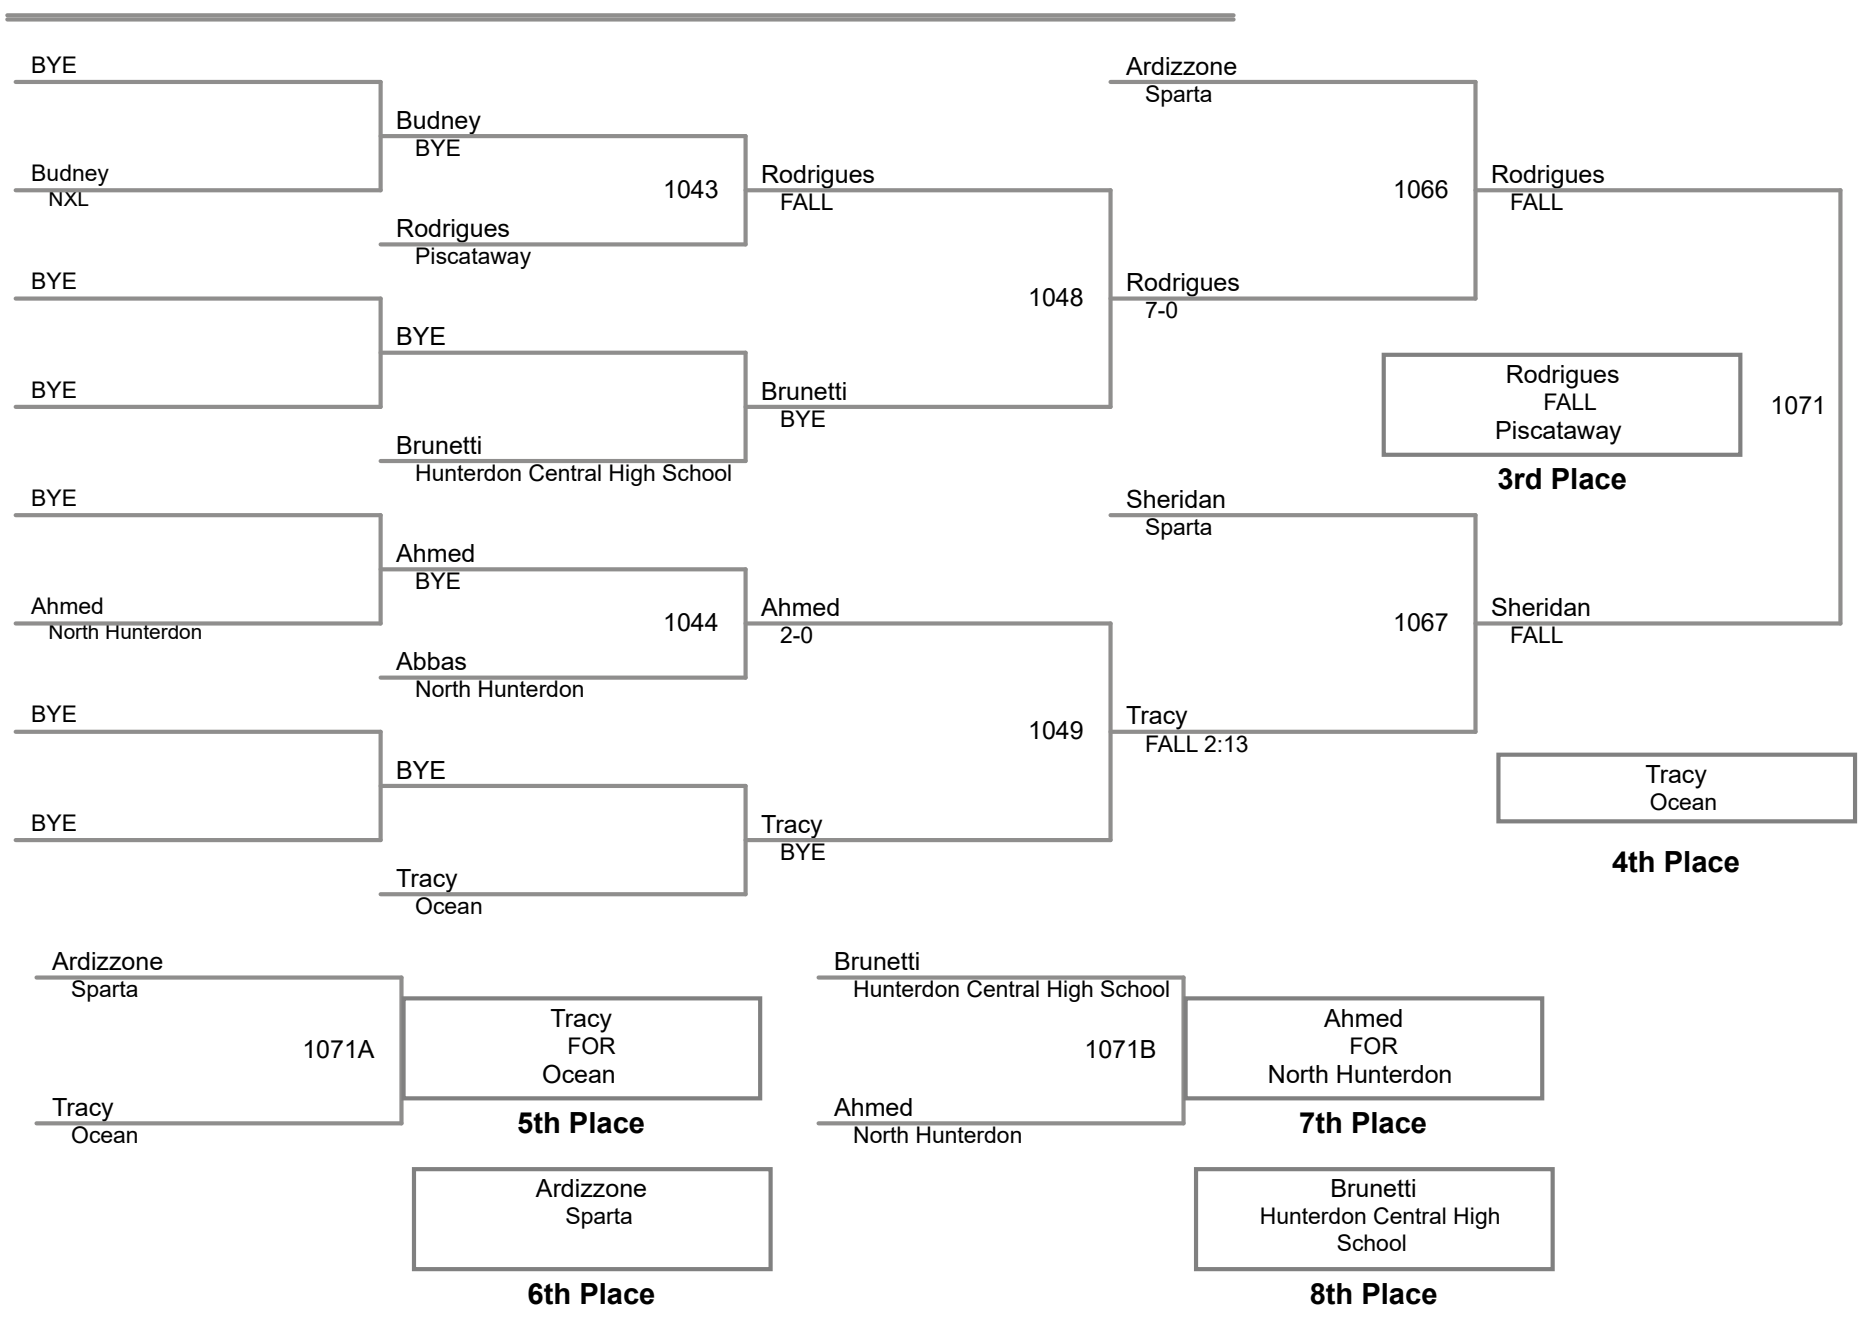 BYE
Budney
NXL
BYE
BYE
BYE
Ahmed
North Hunterdon
BYE
BYE
Budney
BYE
1043
Rodrigues
Piscataway
BYE
Brunetti
Hunterdon Central High School
Ahmed
BYE
1044
Abbas
North Hunterdon
BYE
Tracy
Ocean
Rodrigues
FALL
1048
Brunetti
BYE
Ahmed
2-0
1049
Tracy
BYE
Ardizzone
Sparta
1066
Rodrigues
7-0
Sheridan
Sparta
1067
Tracy
FALL 2:13
Rodrigues
FALL
1071
Sheridan
FALL
Rodrigues
FALL
Piscataway
3rd Place
Tracy
Ocean
4th Place
Ardizzone
Sparta
1071A
Tracy
Ocean
Tracy
FOR
Ocean
5th Place
Ardizzone
Sparta
6th Place
Brunetti
Hunterdon Central High School
1071B
Ahmed
North Hunterdon
Ahmed
FOR
North Hunterdon
7th Place
Brunetti
Hunterdon Central High
School
8th Place